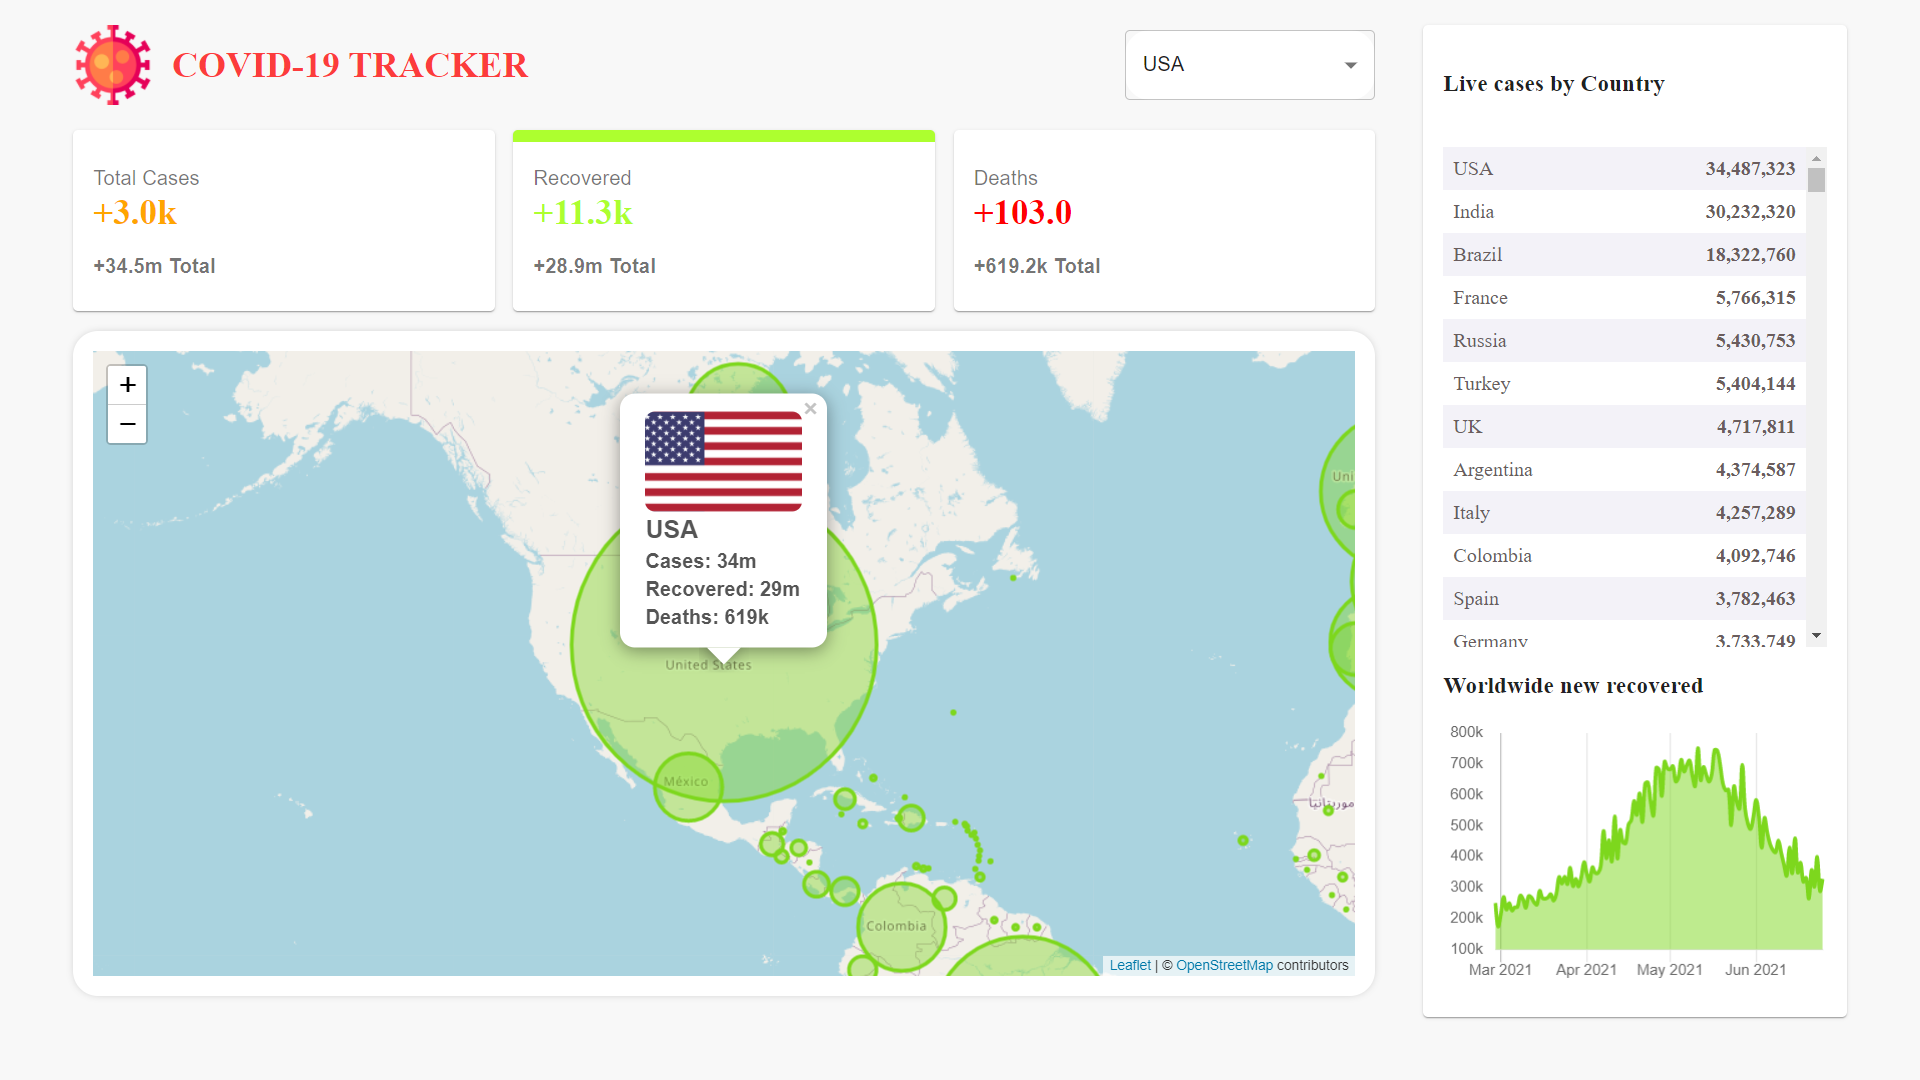 COVID-19 TRACKER
USA
Total Cases
+3.0k
+34.5m Total
Recovered
+11.3k
+28.9m Total
Deaths
+103.0
+619.2k Total
+
−
×
USA
Cases: 34m
Recovered: 29m
Deaths: 619k
United States
México
Colombia
Uni
موريتانيا
Leaflet | © OpenStreetMap contributors
Live cases by Country
USA 34,487,323
India 30,232,320
Brazil 18,322,760
France 5,766,315
Russia 5,430,753
Turkey 5,404,144
UK 4,717,811
Argentina 4,374,587
Italy 4,257,289
Colombia 4,092,746
Spain 3,782,463
Germany 3,733,749
Worldwide new recovered
800k
700k
600k
500k
400k
300k
200k
100k
Mar 2021 Apr 2021 May 2021 Jun 2021